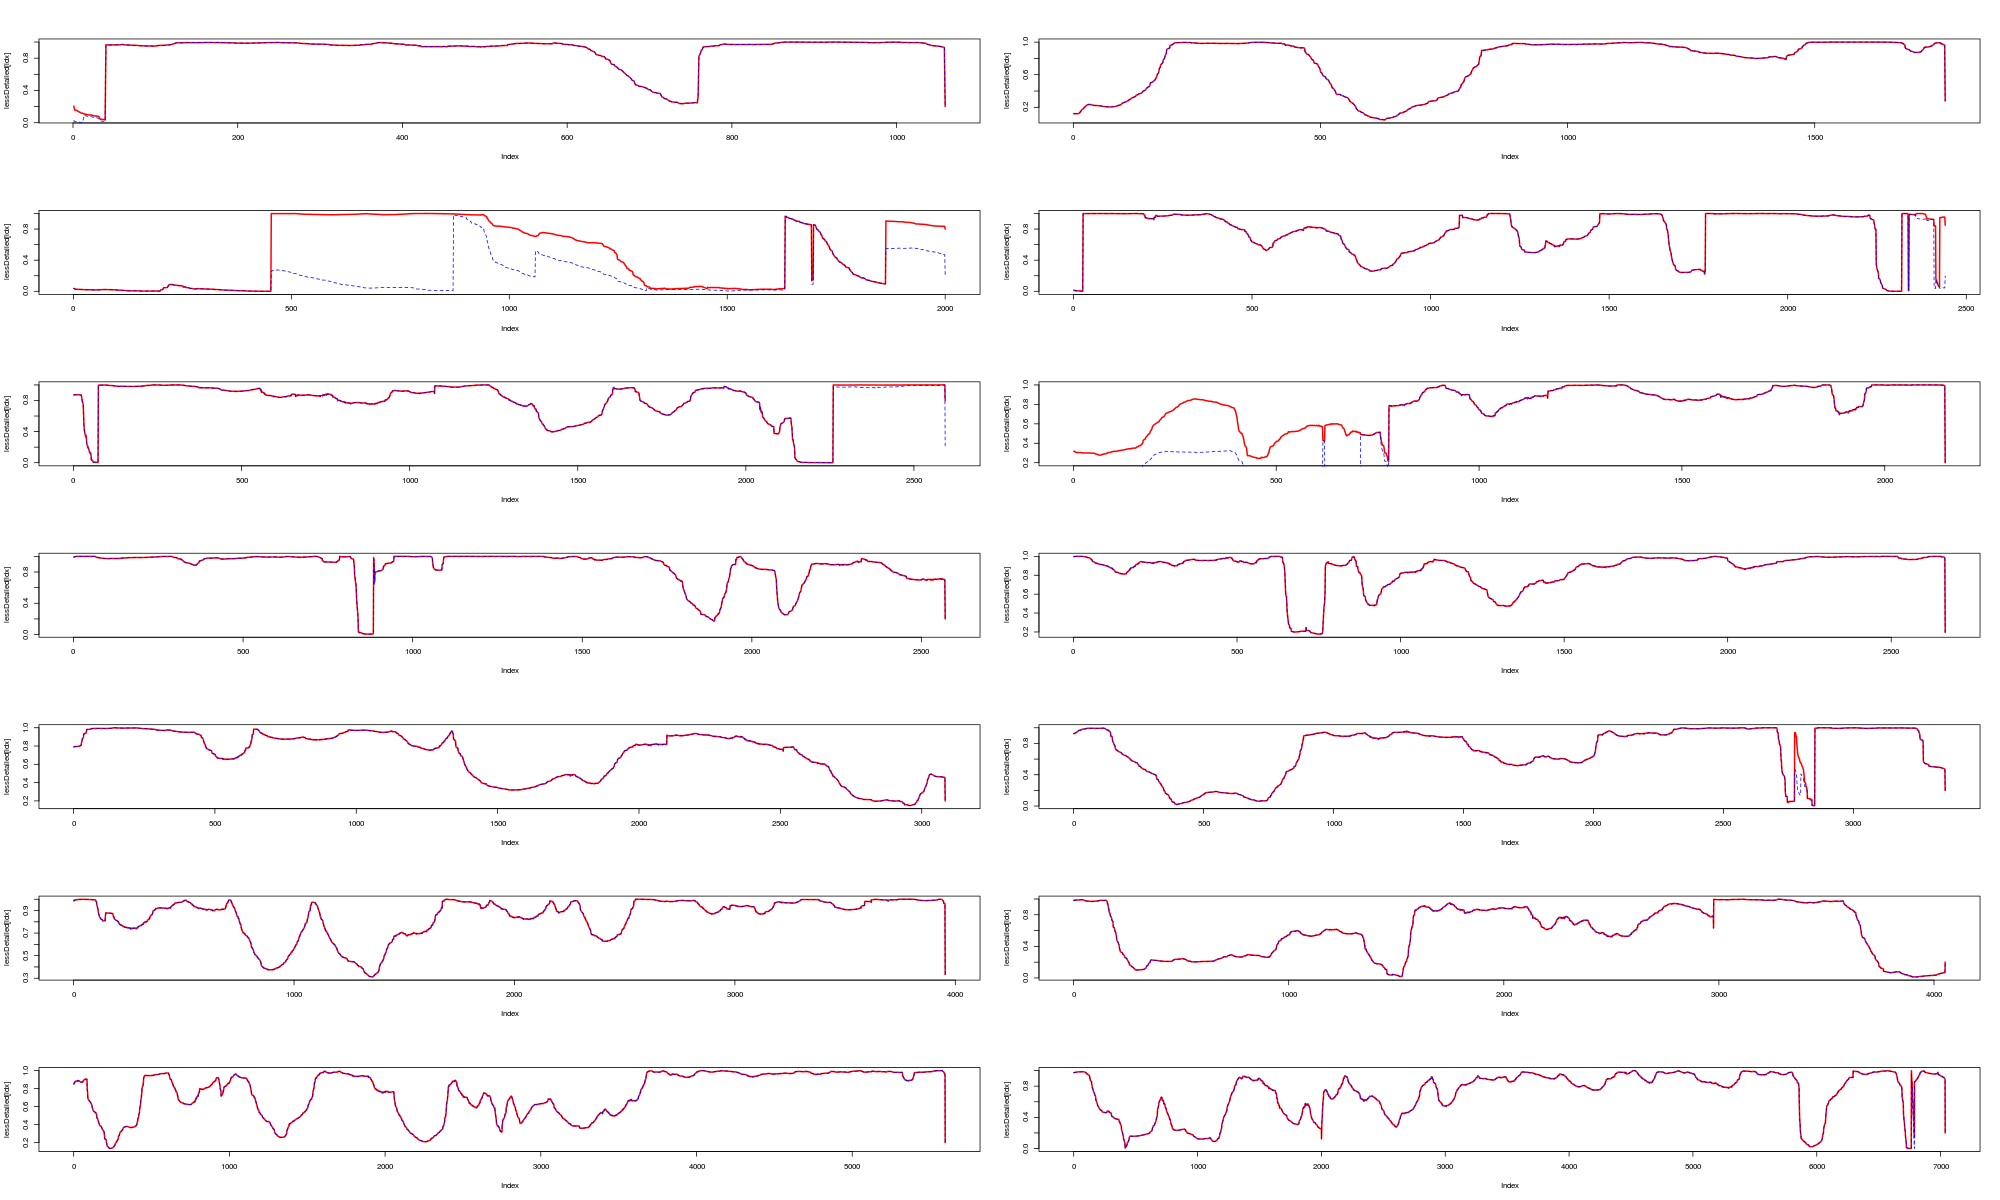 lessDetailed[idx] lessDetailed[idx]
0.0 0.4 0.8 0.2 0.6 1.0
0 200 400 600 800 1000 0 500 1000 1500
Index Index
lessDetailed[idx] lessDetailed[idx]
0.0 0.4 0.8 0.0 0.4 0.8
0 500 1000 1500 2000 0 500 1000 1500 2000 2500
Index Index
lessDetailed[idx] lessDetailed[idx]
0.0 0.4 0.8 0.2 0.4 0.6 0.8 1.0
0 500 1000 1500 2000 2500 0 500 1000 1500 2000
Index Index
lessDetailed[idx] lessDetailed[idx]
0.0 0.4 0.8 0.2 0.4 0.6 0.8 1.0
0 500 1000 1500 2000 2500 0 500 1000 1500 2000 2500
Index Index
lessDetailed[idx] lessDetailed[idx]
0.2 0.4 0.6 0.8 1.0 0.0 0.4 0.8
0 500 1000 1500 2000 2500 3000 0 500 1000 1500 2000 2500 3000
Index Index
lessDetailed[idx] lessDetailed[idx]
0.3 0.5 0.7 0.9 0.0 0.4 0.8
0 1000 2000 3000 4000 0 1000 2000 3000 4000
Index Index
lessDetailed[idx] lessDetailed[idx]
0.2 0.4 0.6 0.8 1.0 0.0 0.4 0.8
0 1000 2000 3000 4000 5000 0 1000 2000 3000 4000 5000 6000 7000
Index Index